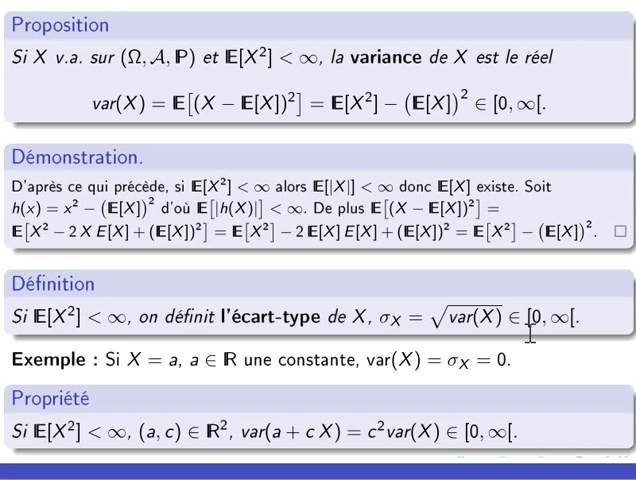 Proposition
Si X v.a. sur (Ω, 𝒜, ℙ) et 𝔼[X²] < ∞, la variance de X est le réel
var(X) = 𝔼[(X − 𝔼[X])²] = 𝔼[X²] − (𝔼[X])² ∈ [0, ∞[.
Démonstration.
D'après ce qui précède, si 𝔼[X²] < ∞ alors 𝔼[|X|] < ∞ donc 𝔼[X] existe. Soit
h(x) = x² − (𝔼[X])² d'où 𝔼[|h(X)|] < ∞. De plus 𝔼[(X − 𝔼[X])²] =
𝔼[X² − 2 X E[X] + (𝔼[X])²] = 𝔼[X²] − 2 𝔼[X] E[X] + (𝔼[X])² = 𝔼[X²] − (𝔼[X])². □
Définition
Si 𝔼[X²] < ∞, on définit l'écart-type de X, σ_X = √var(X) ∈ [0, ∞[.
Exemple : Si X = a, a ∈ ℝ une constante, var(X) = σ_X = 0.
Propriété
Si 𝔼[X²] < ∞, (a, c) ∈ ℝ², var(a + c X) = c²var(X) ∈ [0, ∞[.